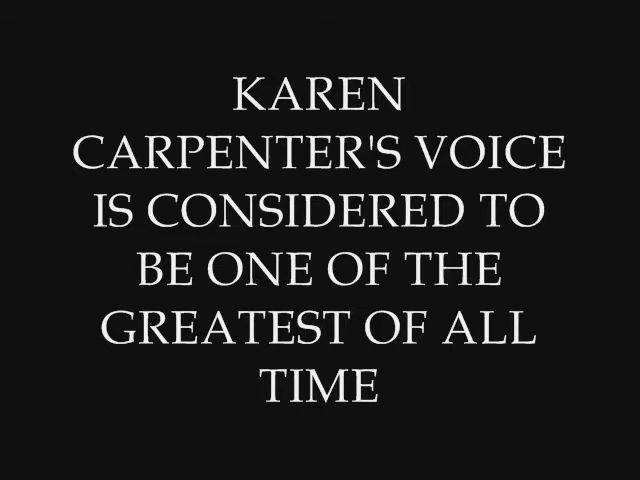 KAREN
CARPENTER'S VOICE
IS CONSIDERED TO
BE ONE OF THE
GREATEST OF ALL
TIME